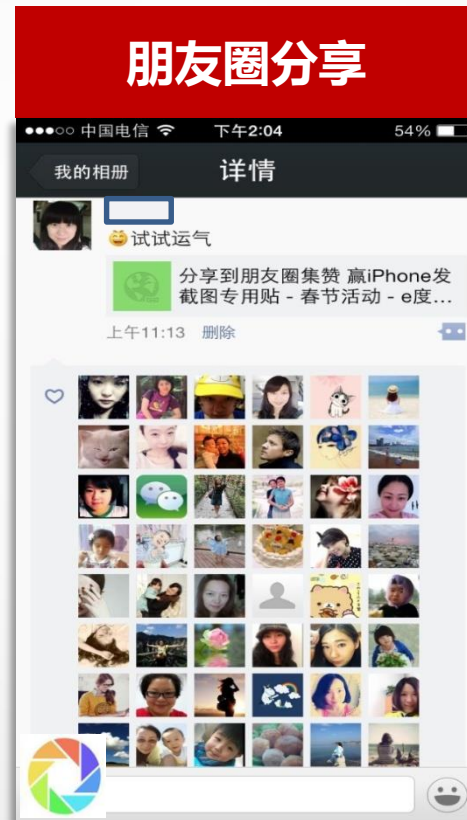 朋友圈分享
中国电信 下午2:04 54%
我的相册 详情
试试运气
分享到朋友圈集赞 赢iPhone发
截图专用贴 - 春节活动 - e度...
上午11:13 删除